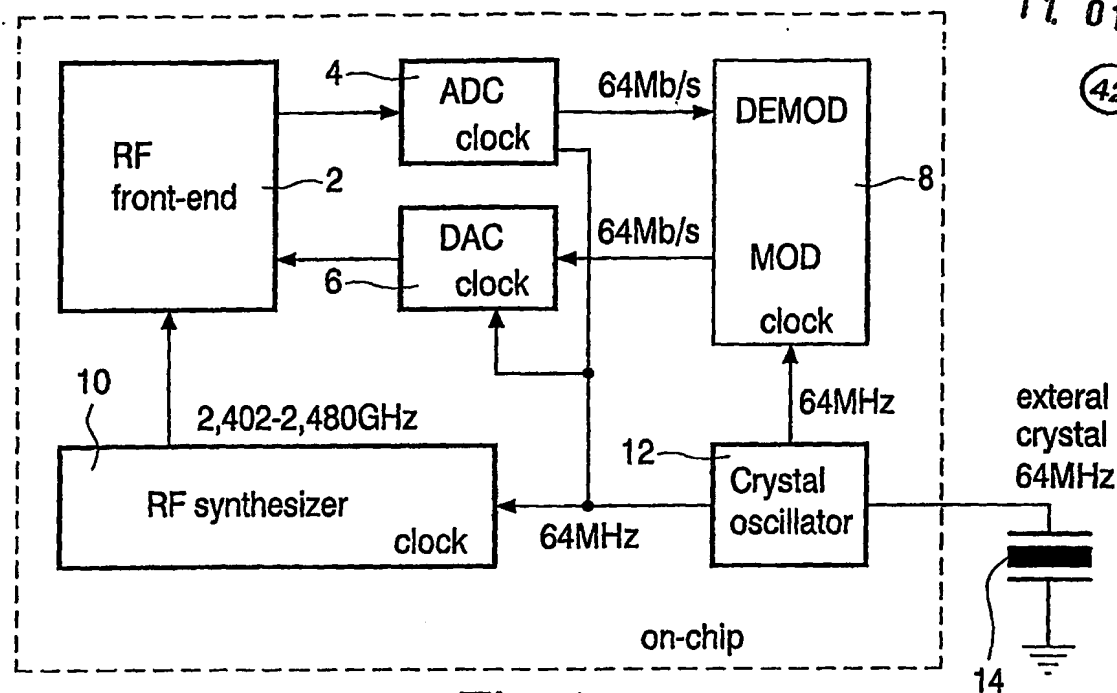 RF
front-end
2
4
ADC
clock
64Mb/s
DEMOD
MOD
clock
8
DAC
clock
6
64Mb/s
10
2,402-2,480GHz
RF synthesizer
clock
64MHz
12
Crystal
oscillator
64MHz
exteral
crystal
64MHz
14
on-chip